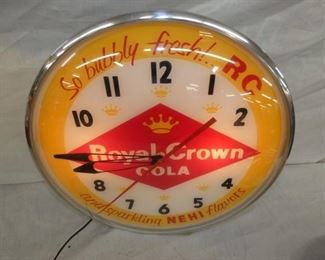 So bubbly fresh!.. RC
12
11 1
10 2
Royal Crown
COLA
8 4
7 6 5
and sparkling NEHI flavors